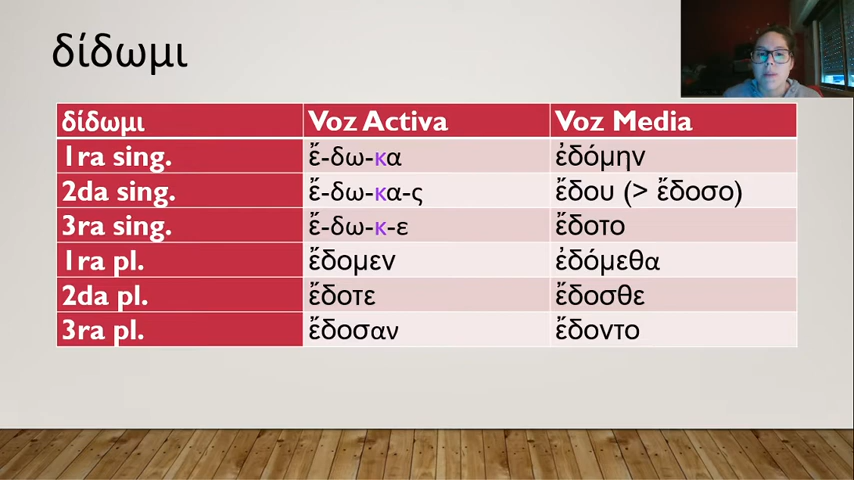 δίδωμι
δίδωμι Voz Activa Voz Media
1ra sing. ἔ-δω-κα ἐδόμην
2da sing. ἔ-δω-κα-ς ἔδου (> ἔδοσο)
3ra sing. ἔ-δω-κ-ε ἔδοτο
1ra pl. ἔδομεν ἐδόμεθα
2da pl. ἔδοτε ἔδοσθε
3ra pl. ἔδοσαν ἔδοντο